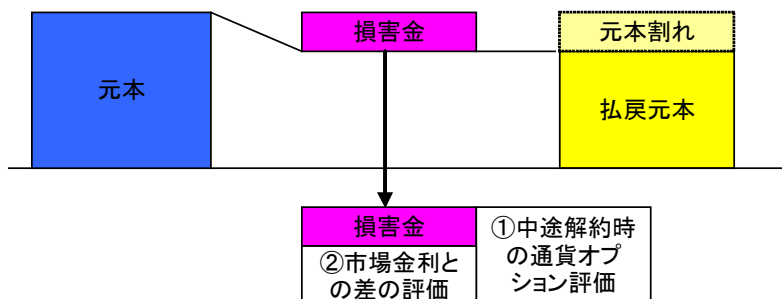 元本
損害金
元本割れ
払戻元本
損害金
②市場金利と
の差の評価
①中途解約時
の通貨オプ
ション評価